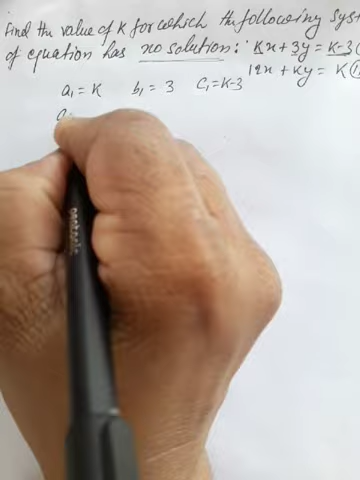 Find the value of K for which the following Sys
of equation has no solution: Kx + 3y = K-3
12x + Ky = K
a₁ = K b₁ = 3 C₁ = K-3
a